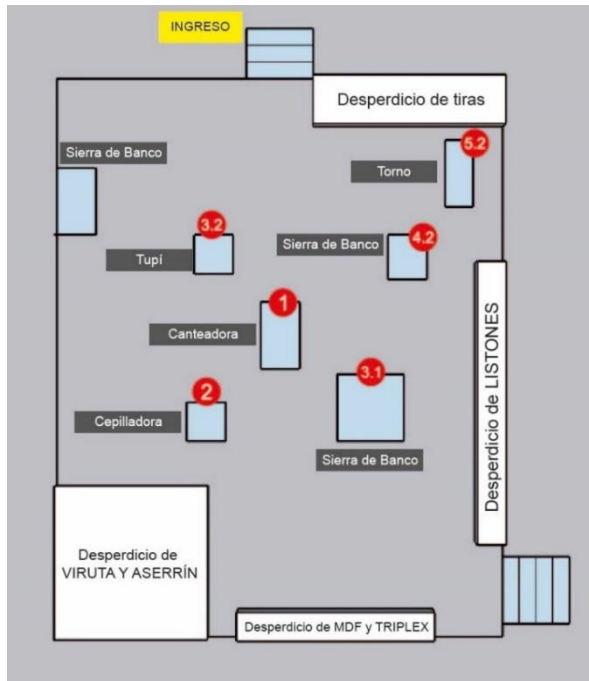 INGRESO
Desperdicio de tiras
Sierra de Banco
5.2
Torno
3.2
Tupí
Sierra de Banco
4.2
1
Canteadora
Desperdicio de LISTONES
3.1
2
Cepilladora
Sierra de Banco
Desperdicio de
VIRUTA Y ASERRÍN
Desperdicio de MDF y TRIPLEX